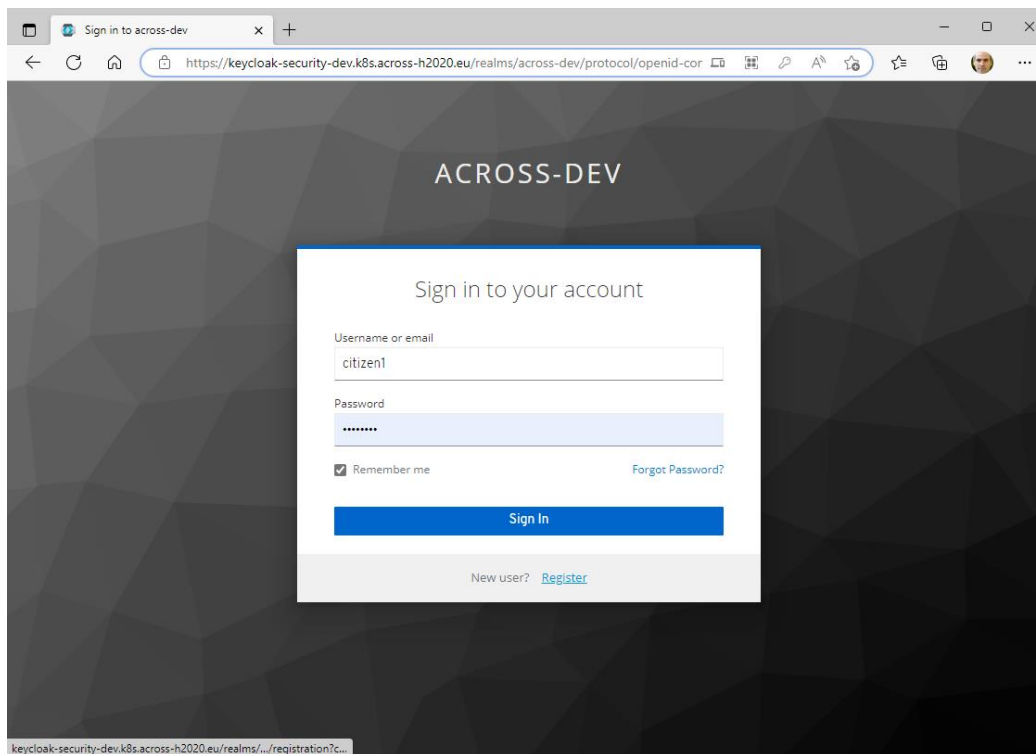 Sign in to across-dev
https://keycloak-security-dev.k8s.across-h2020.eu/realms/across-dev/protocol/openid-cor
ACROSS-DEV
Sign in to your account
Username or email
citizen1
Password
••••••••
Remember me Forgot Password?
Sign In
New user? Register
keycloak-security-dev.k8s.across-h2020.eu/realms/.../registration?c...